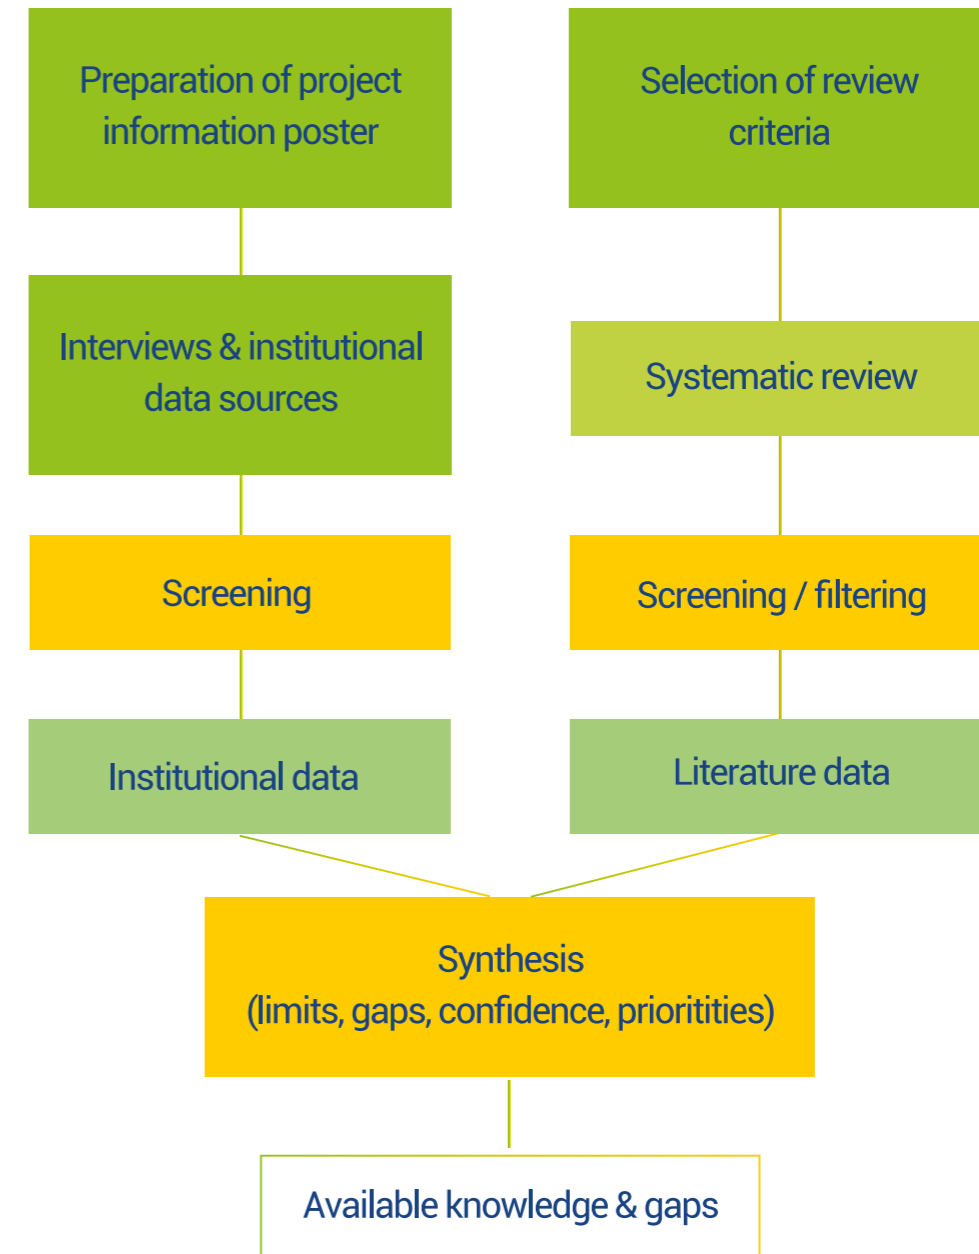 Preparation of project
information poster
Selection of review
criteria
Interviews & institutional
data sources
Systematic review
Screening
Screening / filtering
Institutional data
Literature data
Synthesis
(limits, gaps, confidence, prioritities)
Available knowledge & gaps